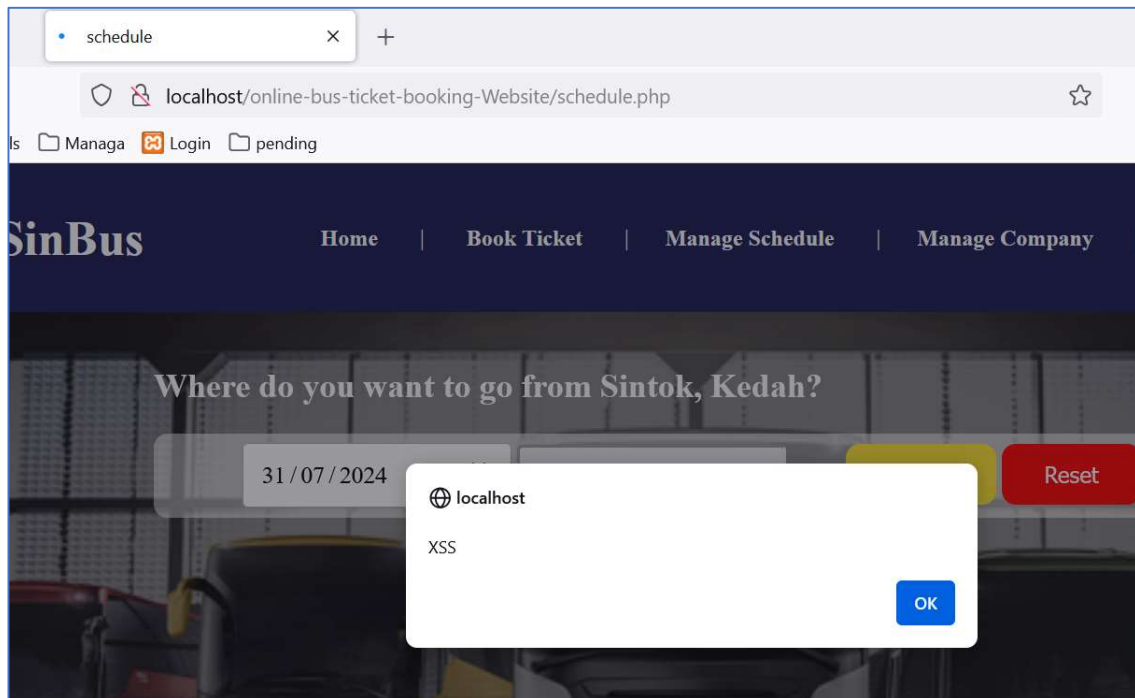 schedule
localhost/online-bus-ticket-booking-Website/schedule.php
ls Managa Login pending
SinBus Home | Book Ticket | Manage Schedule | Manage Company
Where do you want to go from Sintok, Kedah?
31/07/2024 Reset
localhost
XSS
OK